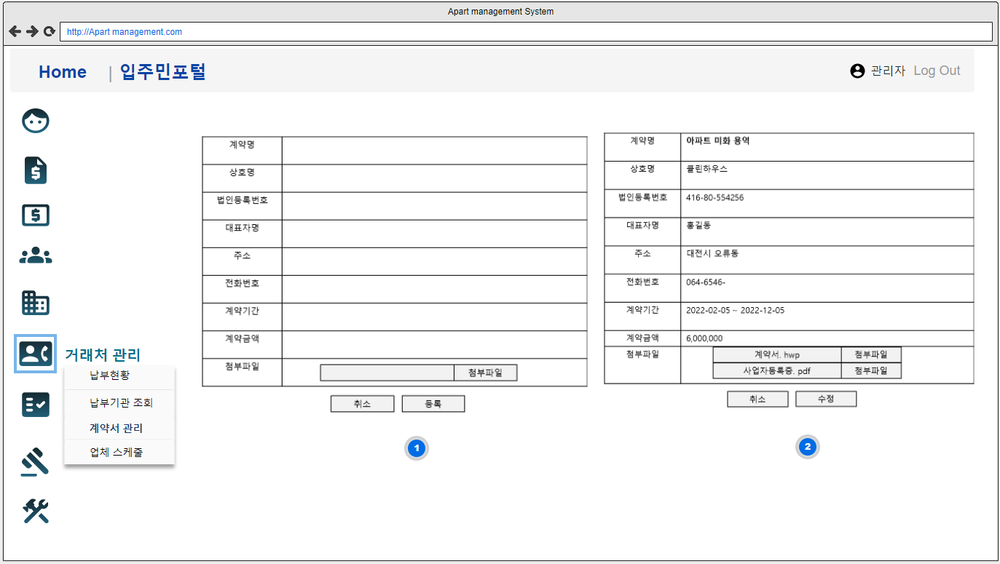 Apart management System
http://Apart management.com
Home | 입주민포털
관리자 Log Out
거래처 관리
납부현황
납부기관 조회
계약서 관리
업체 스케줄
계약명
상호명
법인등록번호
대표자명
주소
전화번호
계약기간
계약금액
첨부파일 첨부파일
취소 등록
1
계약명 아파트 미화 용역
상호명 클린하우스
법인등록번호 416-80-554256
대표자명 홍길동
주소 대전시 오류동
전화번호 064-6546-
계약기간 2022-02-05 ~ 2022-12-05
계약금액 6,000,000
첨부파일 계약서. hwp 첨부파일
사업자등록증. pdf 첨부파일
취소 수정
2